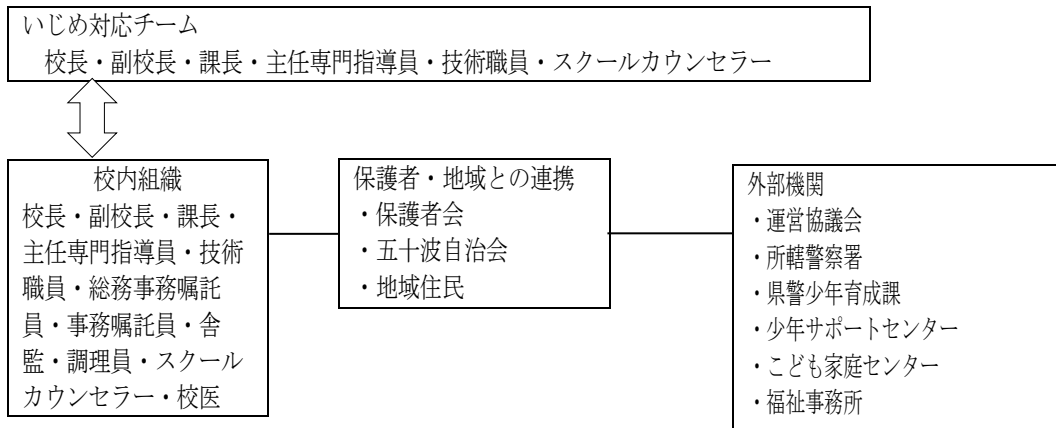 いじめ対応チーム
校長・副校長・課長・主任専門指導員・技術職員・スクールカウンセラー
校内組織
校長・副校長・課長・
主任専門指導員・技術
職員・総務事務嘱託
員・事務嘱託員・舎
監・調理員・スクール
カウンセラー・校医
保護者・地域との連携
・保護者会
・五十波自治会
・地域住民
外部機関
・運営協議会
・所轄警察署
・県警少年育成課
・少年サポートセンター
・こども家庭センター
・福祉事務所